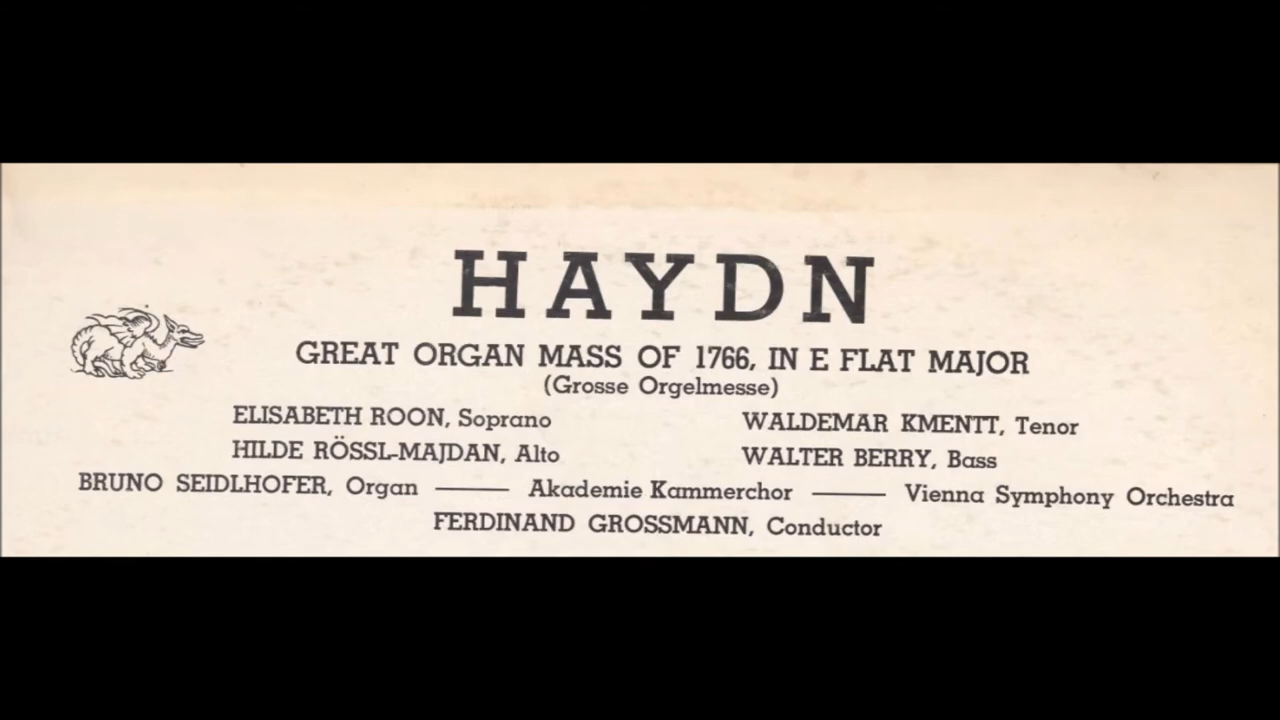 HAYDN
GREAT ORGAN MASS OF 1766, IN E FLAT MAJOR
(Grosse Orgelmesse)
ELISABETH ROON, Soprano WALDEMAR KMENTT, Tenor
HILDE RÖSSL-MAJDAN, Alto WALTER BERRY, Bass
BRUNO SEIDLHOFER, Organ —— Akademie Kammerchor —— Vienna Symphony Orchestra
FERDINAND GROSSMANN, Conductor